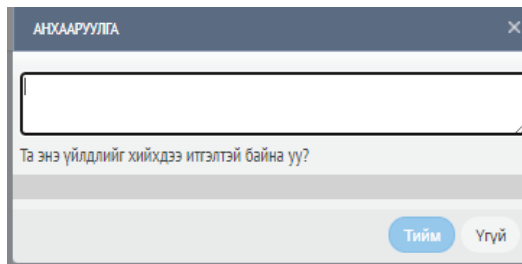 АНХААРУУЛГА
Та энэ үйлдлийг хийхдээ итгэлтэй байна уу?
Тийм Үгүй